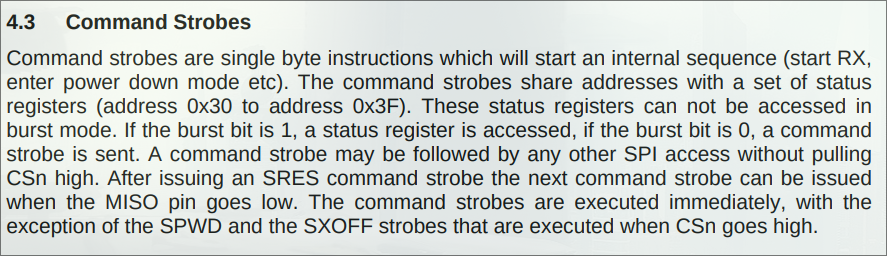 4.3 Command Strobes
Command strobes are single byte instructions which will start an internal sequence (start RX,
enter power down mode etc). The command strobes share addresses with a set of status
registers (address 0x30 to address 0x3F). These status registers can not be accessed in
burst mode. If the burst bit is 1, a status register is accessed, if the burst bit is 0, a command
strobe is sent. A command strobe may be followed by any other SPI access without pulling
CSn high. After issuing an SRES command strobe the next command strobe can be issued
when the MISO pin goes low. The command strobes are executed immediately, with the
exception of the SPWD and the SXOFF strobes that are executed when CSn goes high.